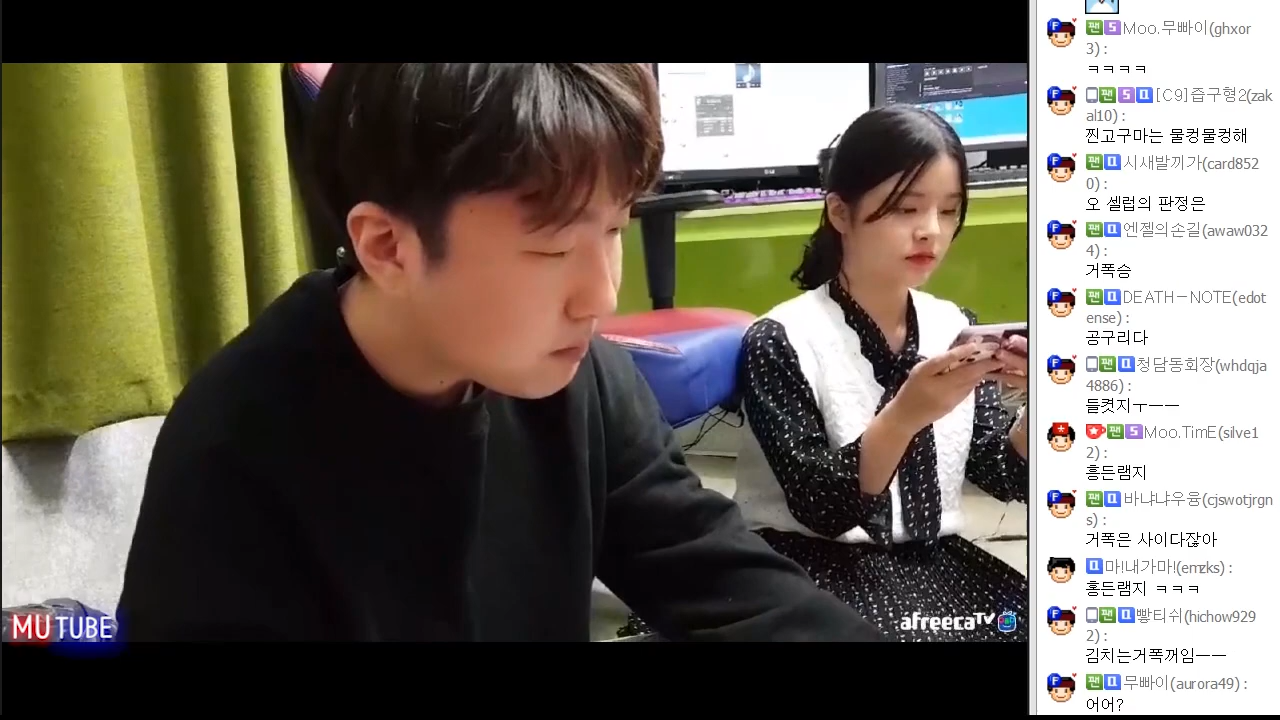 Moo.무빠이(ghxor
3) :
ㅋㅋㅋㅋ
[C9]좁구형2(zak
al10) :
찐고구마는 물컹물컹해
시새발끼가(card852
0) :
오 셀럽의 판정은
엔젤의손길(awaw032
4) :
거폭승
DEATH-NOTE(edot
ense) :
공구리다
청담동회장(whdqja
4886) :
들켯지ㅜㅡㅡ
Moo.TimE(silve1
2) :
홍든램지
바냐냐우융(cjswotjrgn
s) :
거폭은 사이다잖아
마!내가마!(emzks) :
홍든램지 ㅋㅋㅋ
빻티쉬(hichow929
2) :
김치는거폭꺼임ㅡㅡ
무빠이(aurora49) :
어어?
MUTUBE
afreecaTV